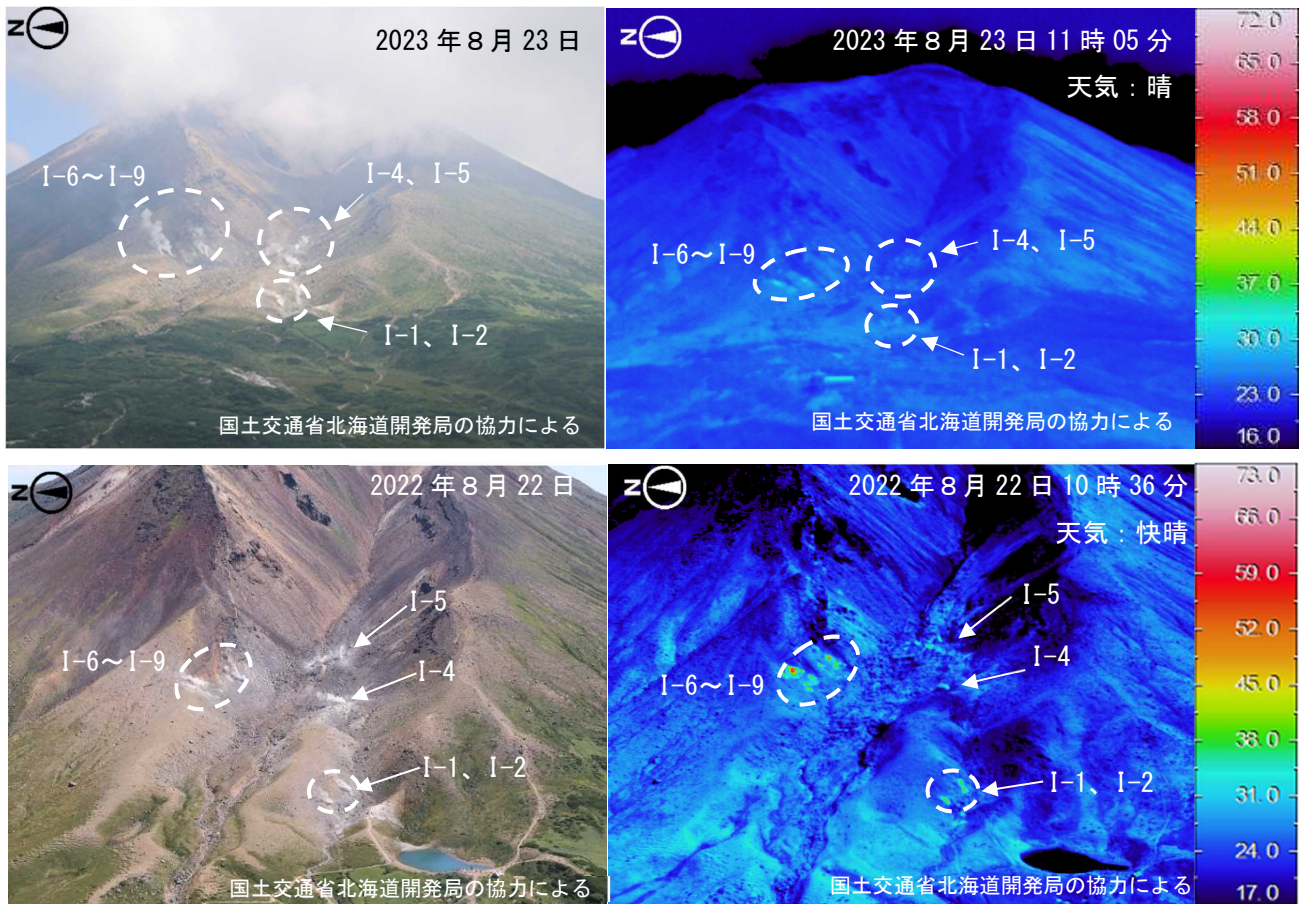 N
2023年8月23日
I-6～I-9
I-4、I-5
I-1、I-2
国土交通省北海道開発局の協力による
N
2023年8月23日11時05分
天気：晴
I-6～I-9
I-4、I-5
I-1、I-2
国土交通省北海道開発局の協力による
72.0
65.0
58.0
51.0
44.0
37.0
30.0
23.0
16.0
N
2022年8月22日
I-5
I-6～I-9
I-4
I-1、I-2
国土交通省北海道開発局の協力による
N
2022年8月22日10時36分
天気：快晴
I-5
I-6～I-9
I-4
I-1、I-2
国土交通省北海道開発局の協力による
73.0
66.0
59.0
52.0
45.0
38.0
31.0
24.0
17.0